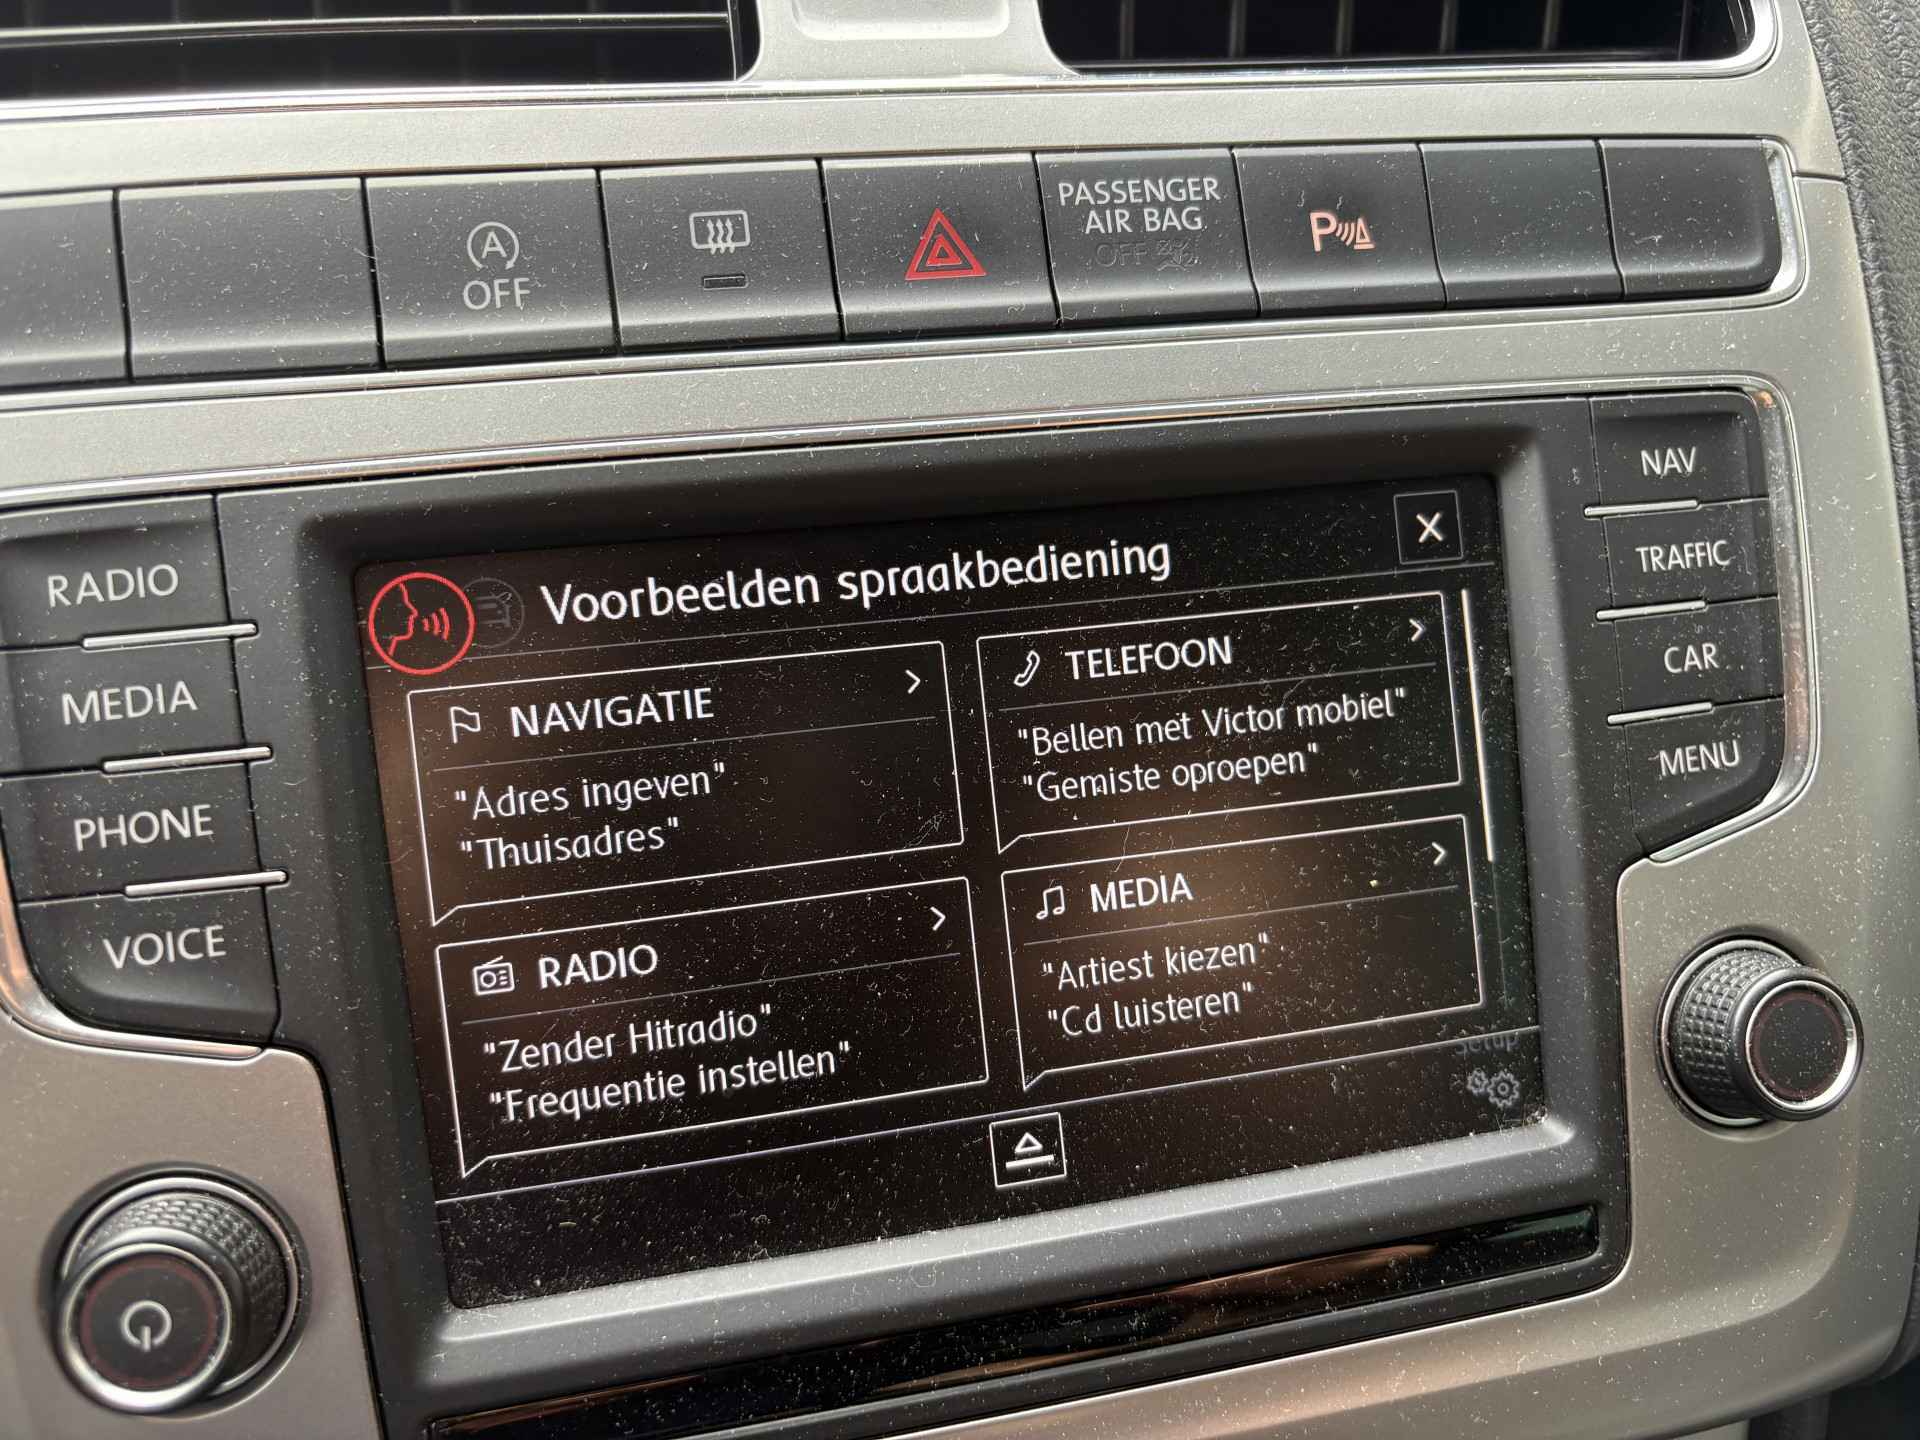 A
OFF
PASSENGER
AIR BAG
OFF
P
RADIO
MEDIA
PHONE
VOICE
NAV
TRAFFIC
CAR
MENU
Voorbeelden spraakbediening
X
NAVIGATIE
"Adres ingeven"
"Thuisadres"
TELEFOON
"Bellen met Victor mobiel"
"Gemiste oproepen"
RADIO
"Zender Hitradio"
"Frequentie instellen"
MEDIA
"Artiest kiezen"
"Cd luisteren"
Setup